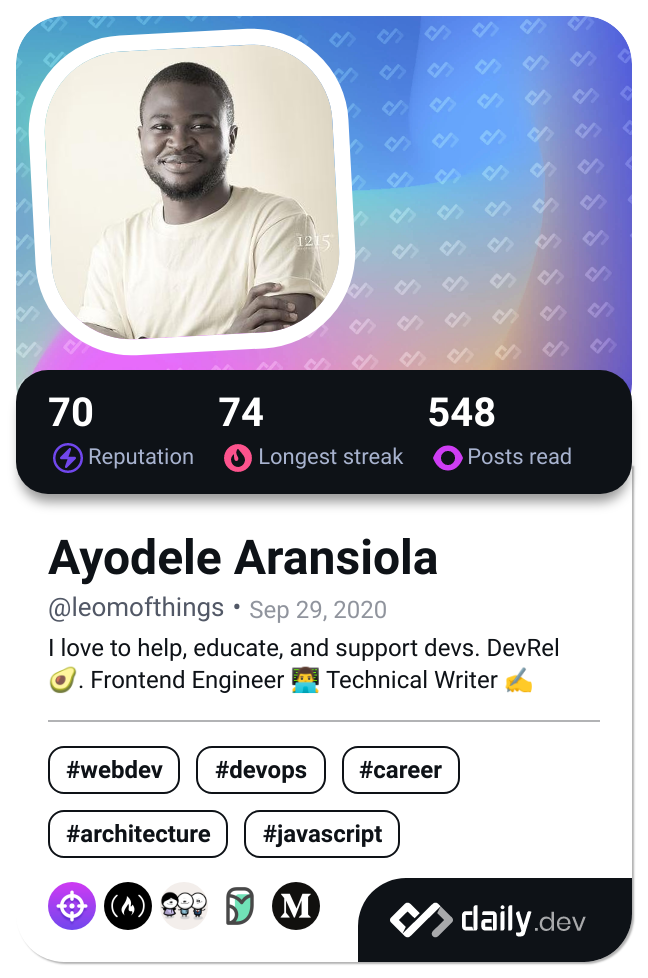 1215
70
74
548
Reputation
Longest streak
Posts read
Ayodele Aransiola
@leomofthings • Sep 29, 2020
I love to help, educate, and support devs. DevRel
🥑. Frontend Engineer 👨‍💻 Technical Writer ✍️
#webdev
#devops
#career
#architecture
#javascript
M
daily.dev